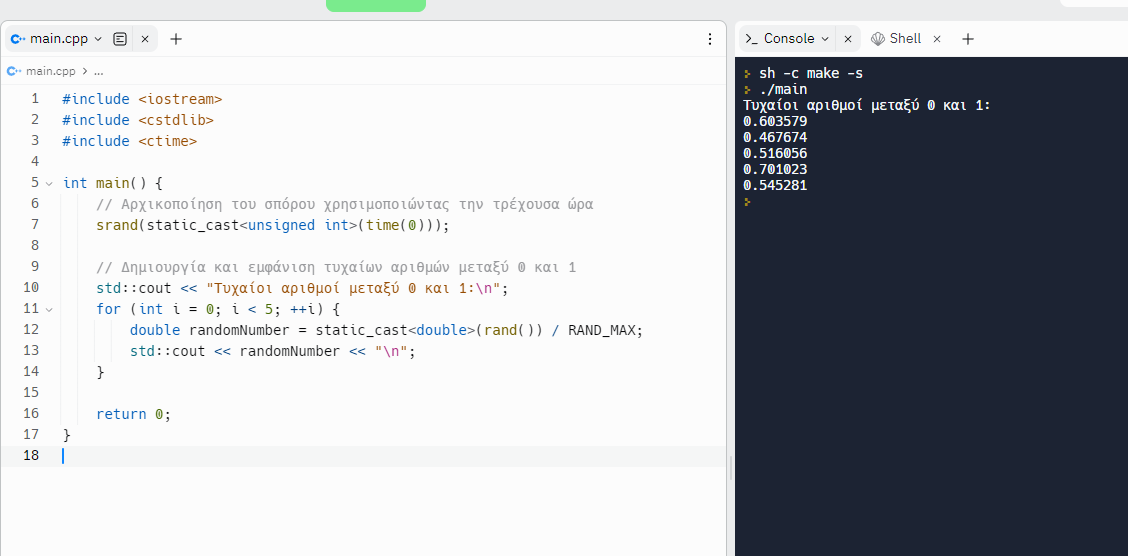 main.cpp
main.cpp > ...
1 #include <iostream>
2 #include <cstdlib>
3 #include <ctime>
4
5 int main() {
6 // Αρχικοποίηση του σπόρου χρησιμοποιώντας την τρέχουσα ώρα
7 srand(static_cast<unsigned int>(time(0)));
8
9 // Δημιουργία και εμφάνιση τυχαίων αριθμών μεταξύ 0 και 1
10 std::cout << "Τυχαίοι αριθμοί μεταξύ 0 και 1:\n";
11 for (int i = 0; i < 5; ++i) {
12 double randomNumber = static_cast<double>(rand()) / RAND_MAX;
13 std::cout << randomNumber << "\n";
14 }
15
16 return 0;
17 }
18
Console
Shell
sh -c make -s
./main
Τυχαίοι αριθμοί μεταξύ 0 και 1:
0.603579
0.467674
0.516056
0.701023
0.545281